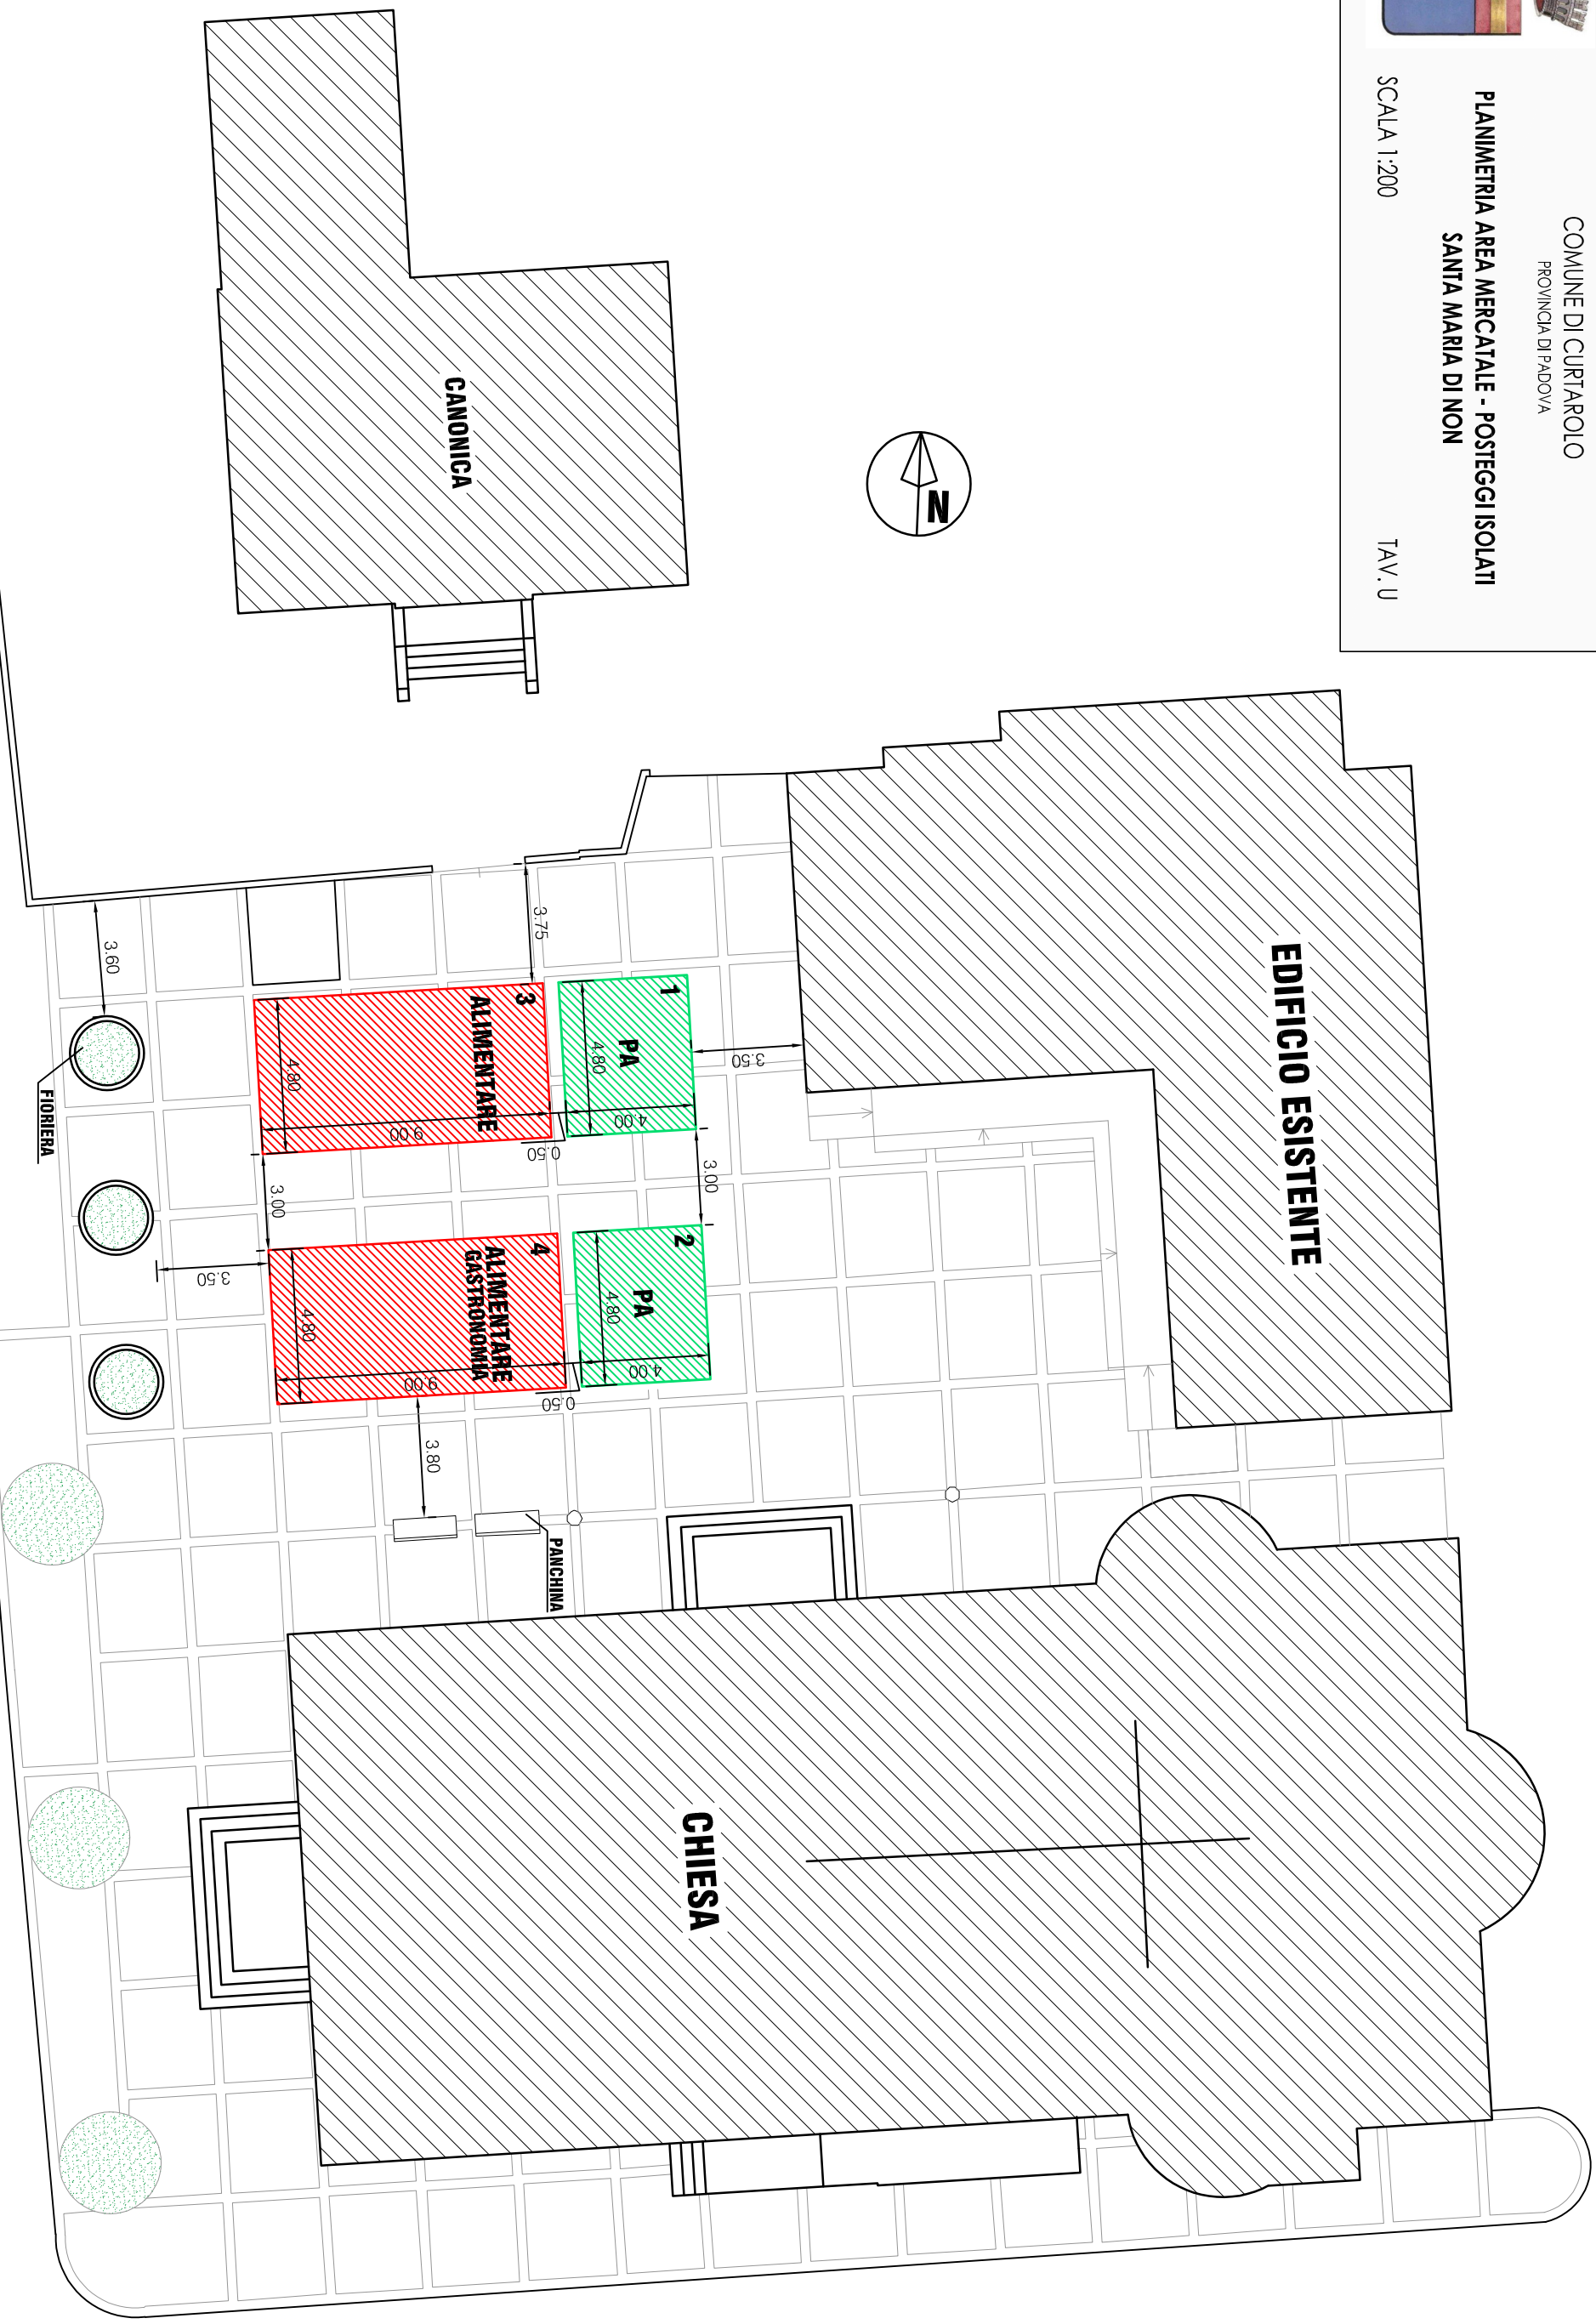 COMUNE DI CURTAROLO
PROVINCIA DI PADOVA
PLANIMETRIA AREA MERCATALE - POSTEGGI ISOLATI
SANTA MARIA DI NON
SCALA 1:200
TAV. U
EDIFICIO ESISTENTE
N
CANONICA
CHIESA
3.50
1
PA
4.80
4.00
3.00
2
PA
4.80
4.00
3.75
3
ALIMENTARE
4.80
9.00
0.50
4
ALIMENTARE
GASTRONOMIA
4.80
9.00
0.50
3.00
3.80
PANCHINA
3.50
3.60
FIORIERA